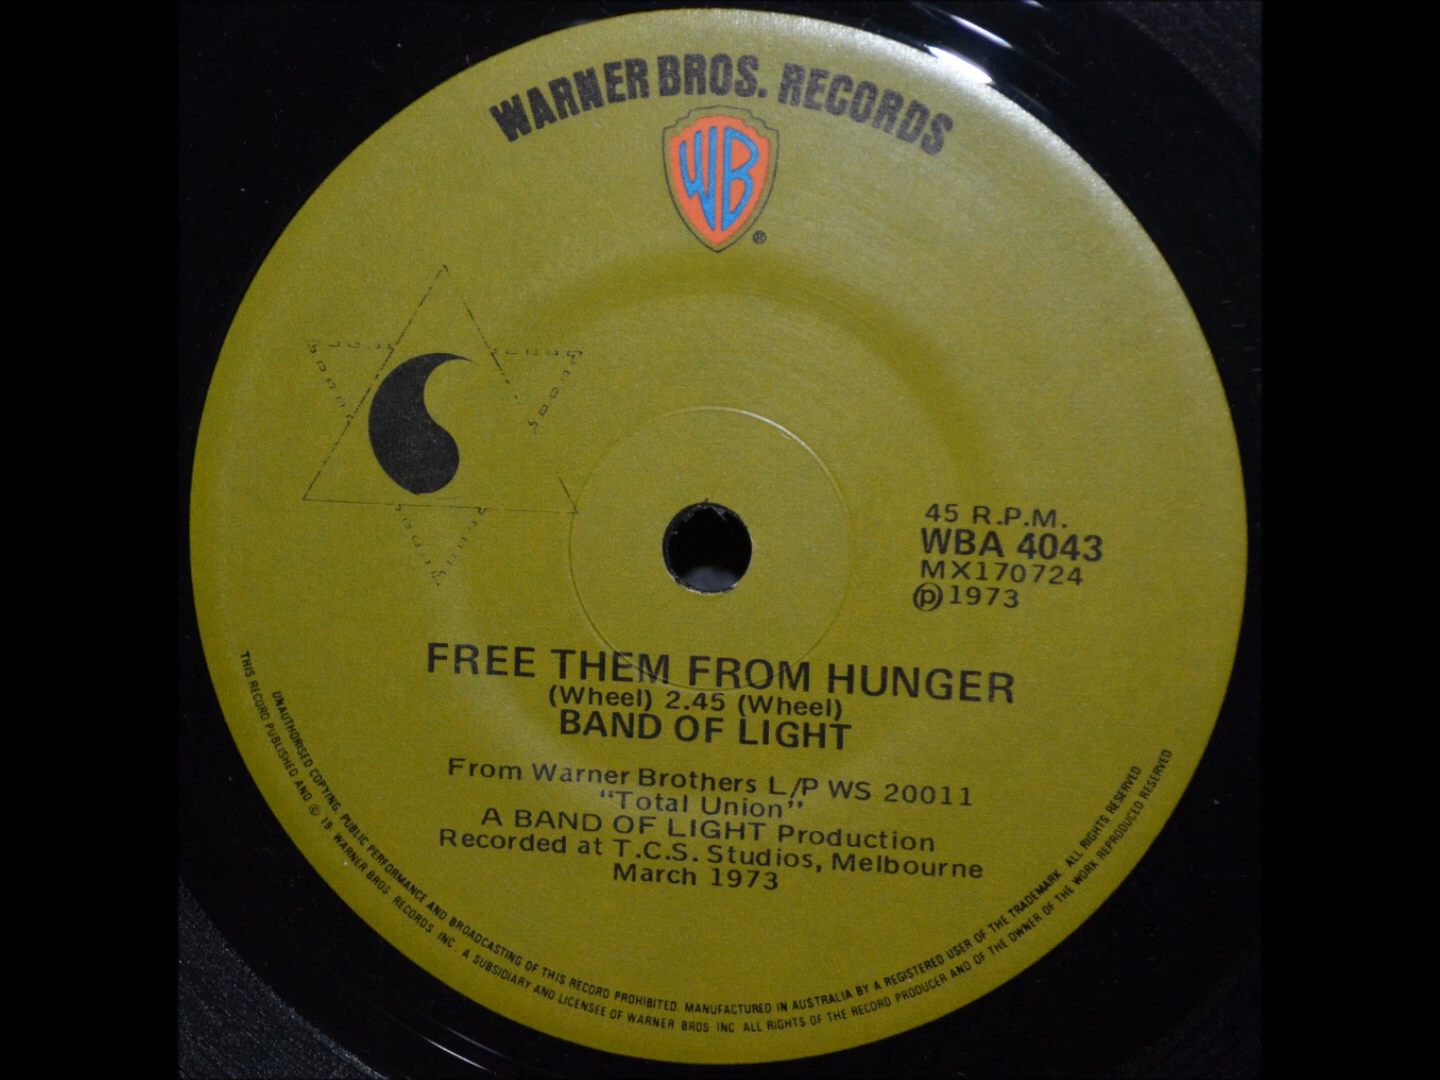 WARNER BROS. RECORDS
WB
®
45 R.P.M.
WBA 4043
MX170724
Ⓟ1973
FREE THEM FROM HUNGER
(Wheel) 2.45 (Wheel)
BAND OF LIGHT
From Warner Brothers L/P WS 20011
"Total Union"
A BAND OF LIGHT Production
Recorded at T.C.S. Studios, Melbourne
March 1973
UNAUTHORISED COPYING, PUBLIC PERFORMANCE AND BROADCASTING OF THIS RECORD PROHIBITED. MANUFACTURED IN AUSTRALIA BY A REGISTERED USER OF THE TRADEMARK. ALL RIGHTS RESERVED
THIS RECORD PUBLISHED AND © 19. WARNER BROS. RECORDS INC. A SUBSIDIARY AND LICENSEE OF WARNER BROS INC ALL RIGHTS OF THE RECORD PRODUCER AND OF THE OWNER OF THE WORK REPRODUCED RESERVED